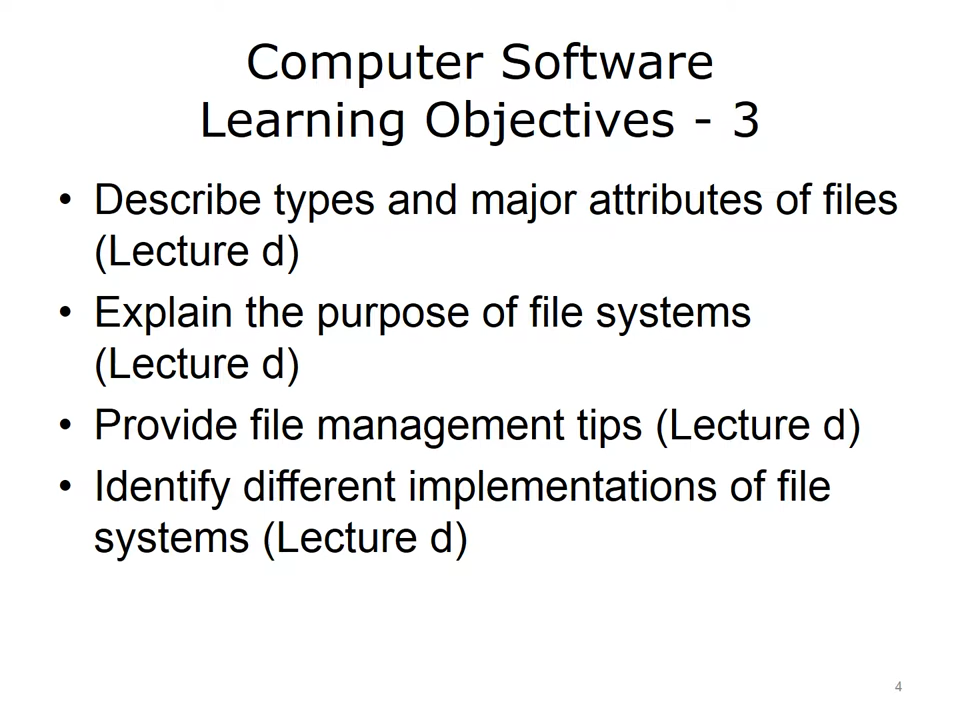 Computer Software
Learning Objectives - 3
• Describe types and major attributes of files
(Lecture d)
• Explain the purpose of file systems
(Lecture d)
• Provide file management tips (Lecture d)
• Identify different implementations of file
systems (Lecture d)
4